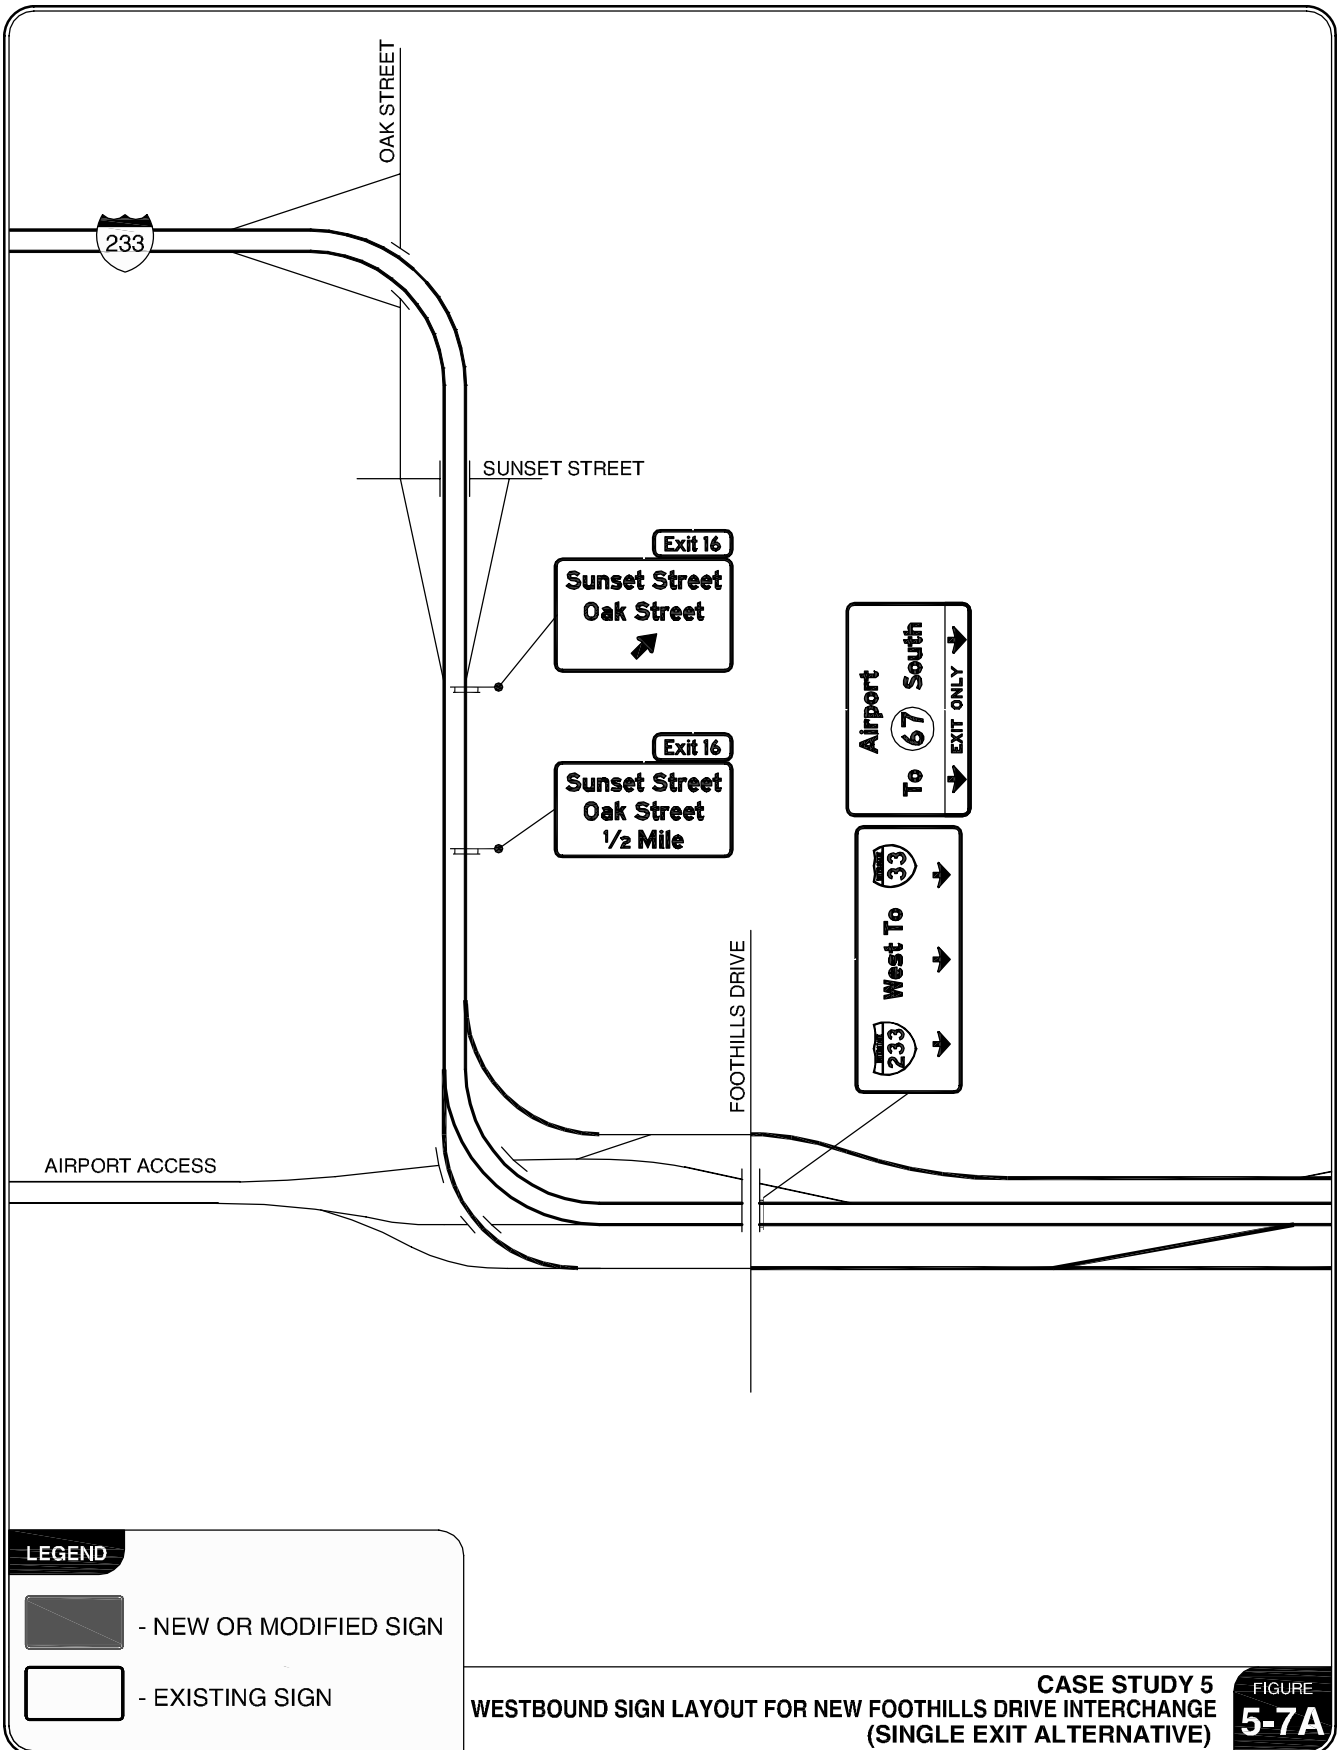 OAK STREET
233
SUNSET STREET
Exit 16
Sunset Street
Oak Street
Exit 16
Sunset Street
Oak Street
1/2 Mile
Airport
To 67 South
EXIT ONLY
233 West To 33
FOOTHILLS DRIVE
AIRPORT ACCESS
LEGEND
- NEW OR MODIFIED SIGN
- EXISTING SIGN
CASE STUDY 5
WESTBOUND SIGN LAYOUT FOR NEW FOOTHILLS DRIVE INTERCHANGE
(SINGLE EXIT ALTERNATIVE)
FIGURE
5-7A